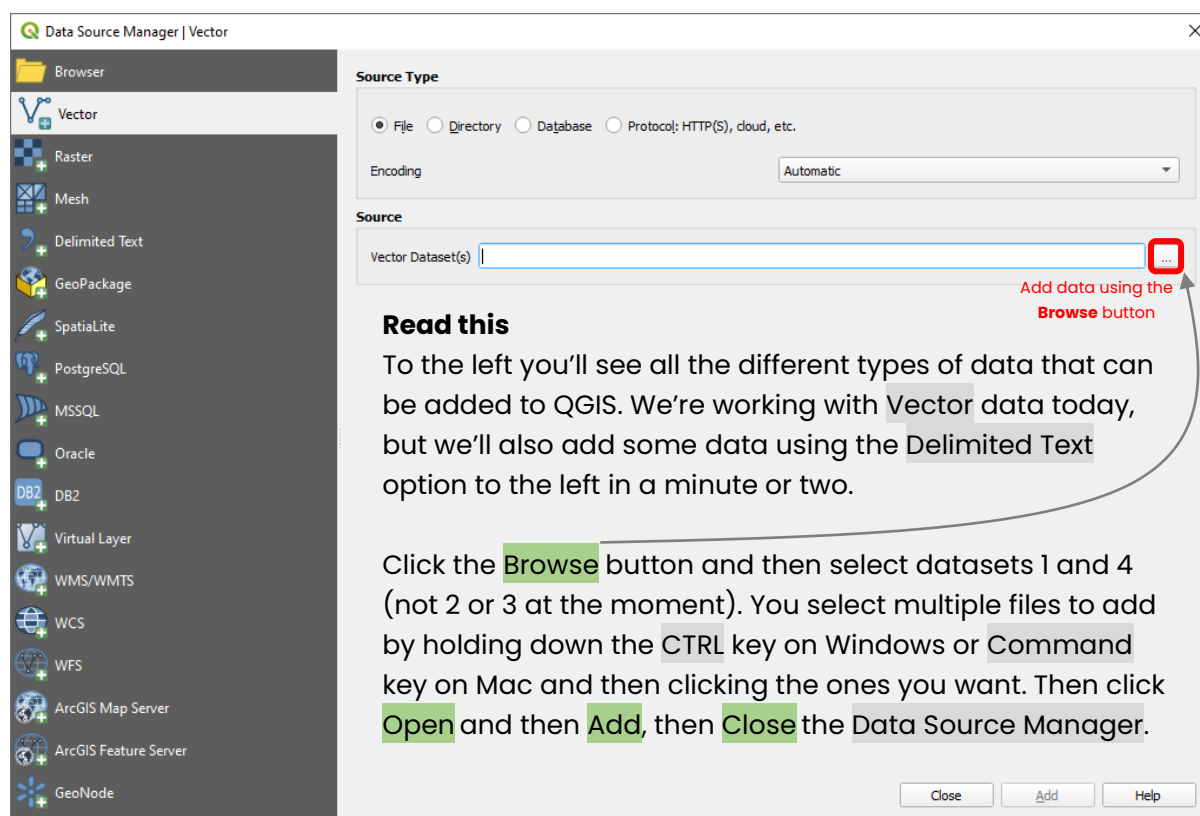 Data Source Manager | Vector
Browser
Vector
Raster
Mesh
Delimited Text
GeoPackage
SpatiaLite
PostgreSQL
MSSQL
Oracle
DB2
DB2
Virtual Layer
WMS/WMTS
WCS
WFS
ArcGIS Map Server
ArcGIS Feature Server
GeoNode
Source Type
File Directory Database Protocol: HTTP(S), cloud, etc.
Encoding Automatic
Source
Vector Dataset(s) ...
Add data using the
Browse button
Read this
To the left you’ll see all the different types of data that can
be added to QGIS. We’re working with Vector data today,
but we’ll also add some data using the Delimited Text
option to the left in a minute or two.
Click the Browse button and then select datasets 1 and 4
(not 2 or 3 at the moment). You select multiple files to add
by holding down the CTRL key on Windows or Command
key on Mac and then clicking the ones you want. Then click
Open and then Add, then Close the Data Source Manager.
Close Add Help